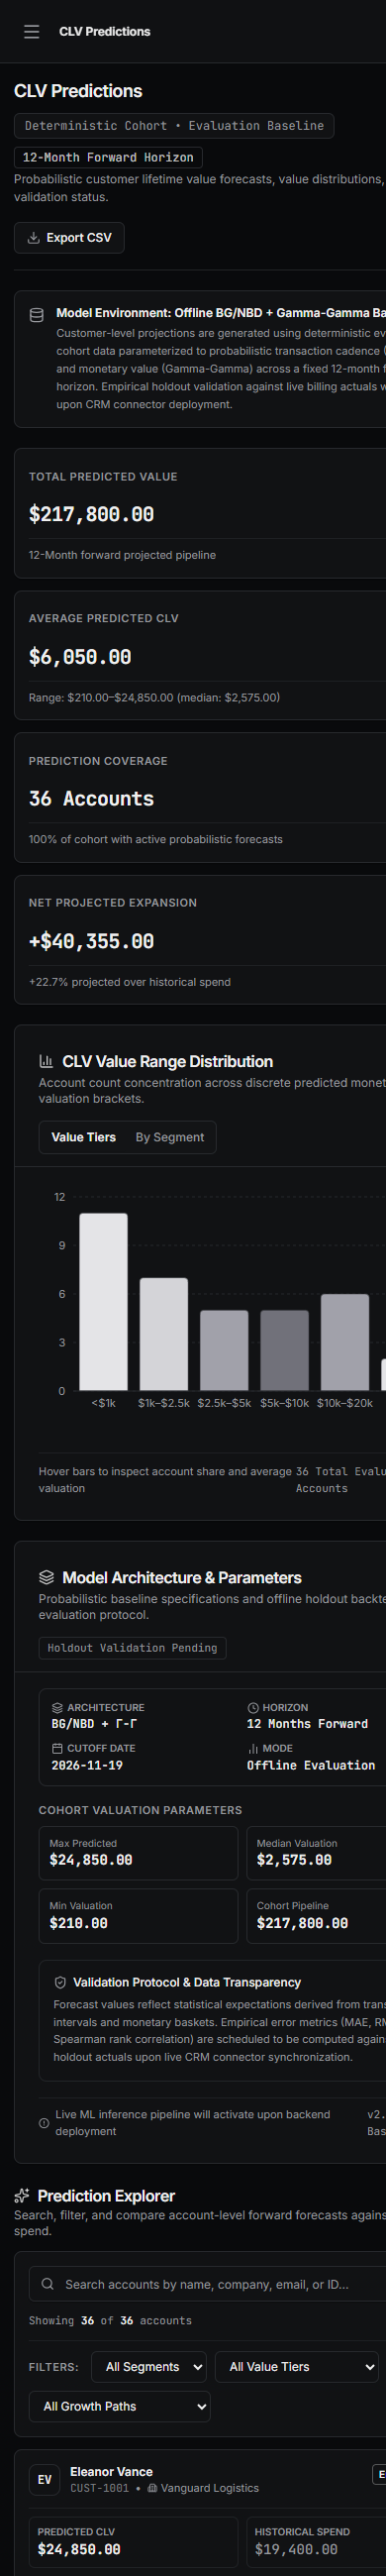 CLV Predictions
CLV Predictions
Deterministic Cohort • Evaluation Baseline
12-Month Forward Horizon
Probabilistic customer lifetime value forecasts, value distributions,
validation status.
Export CSV
Model Environment: Offline BG/NBD + Gamma-Gamma Ba
Customer-level projections are generated using deterministic ev
cohort data parameterized to probabilistic transaction cadence (
and monetary value (Gamma-Gamma) across a fixed 12-month f
horizon. Empirical holdout validation against live billing actuals w
upon CRM connector deployment.
TOTAL PREDICTED VALUE
$217,800.00
12-Month forward projected pipeline
AVERAGE PREDICTED CLV
$6,050.00
Range: $210.00–$24,850.00 (median: $2,575.00)
PREDICTION COVERAGE
36 Accounts
100% of cohort with active probabilistic forecasts
NET PROJECTED EXPANSION
+$40,355.00
+22.7% projected over historical spend
CLV Value Range Distribution
Account count concentration across discrete predicted monet
valuation brackets.
Value Tiers By Segment
12
9
6
3
0
<$1k $1k–$2.5k $2.5k–$5k $5k–$10k $10k–$20k
Hover bars to inspect account share and average 36 Total Evalu
valuation Accounts
Model Architecture & Parameters
Probabilistic baseline specifications and offline holdout backte
evaluation protocol.
Holdout Validation Pending
ARCHITECTURE HORIZON
BG/NBD + Γ-Γ 12 Months Forward
CUTOFF DATE MODE
2026-11-19 Offline Evaluation
COHORT VALUATION PARAMETERS
Max Predicted Median Valuation
$24,850.00 $2,575.00
Min Valuation Cohort Pipeline
$210.00 $217,800.00
Validation Protocol & Data Transparency
Forecast values reflect statistical expectations derived from trans
intervals and monetary baskets. Empirical error metrics (MAE, RM
Spearman rank correlation) are scheduled to be computed again
holdout actuals upon live CRM connector synchronization.
Live ML inference pipeline will activate upon backend v2.
deployment Bas
Prediction Explorer
Search, filter, and compare account-level forward forecasts agains
spend.
Search accounts by name, company, email, or ID...
Showing 36 of 36 accounts
FILTERS: All Segments All Value Tiers
All Growth Paths
EV Eleanor Vance E
CUST-1001 • Vanguard Logistics
PREDICTED CLV HISTORICAL SPEND
$24,850.00 $19,400.00